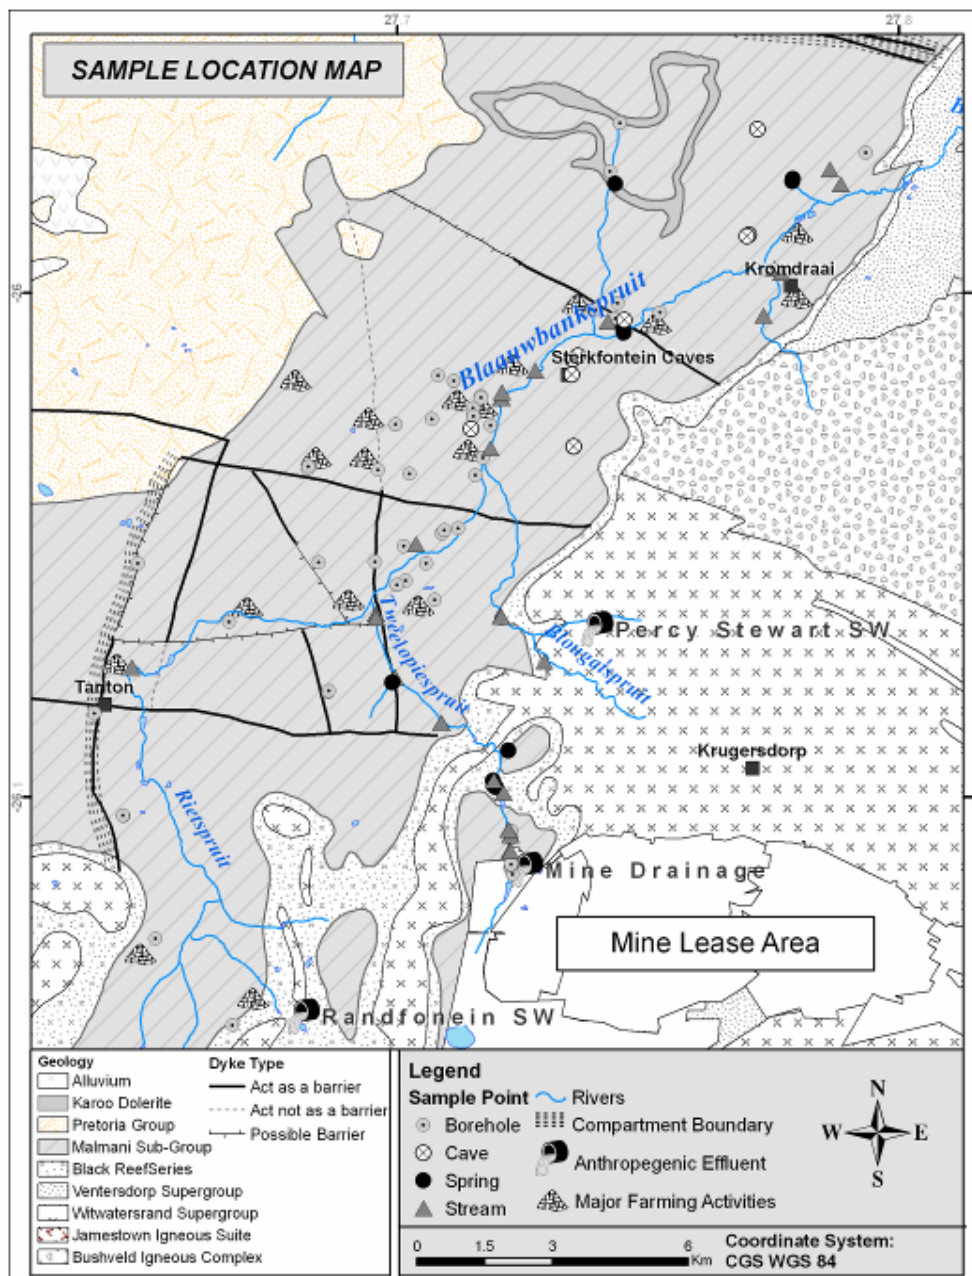 27.7
27.8
SAMPLE LOCATION MAP
-26
Kromdraai
Blaauwbankspruit
Sterkfontein Caves
Percy Stewart SW
Blougatspruit
Tweelopiespruit
Tanton
Krugersdorp
-26.1
Rietspruit
Mine Drainage
Mine Lease Area
Randfonein SW
Geology
Alluvium
Karoo Dolerite
Pretoria Group
Malmani Sub-Group
Black ReefSeries
Ventersdorp Supergroup
Witwatersrand Supergroup
Jamestown Igneous Suite
Bushveld Igneous Complex
Dyke Type
Act as a barrier
Act not as a barrier
Possible Barrier
Legend
Sample Point
Borehole
Cave
Spring
Stream
Rivers
Compartment Boundary
Anthropegenic Effluent
Major Farming Activities
N
W E
S
0 1.5 3 6
Km
Coordinate System:
CGS WGS 84